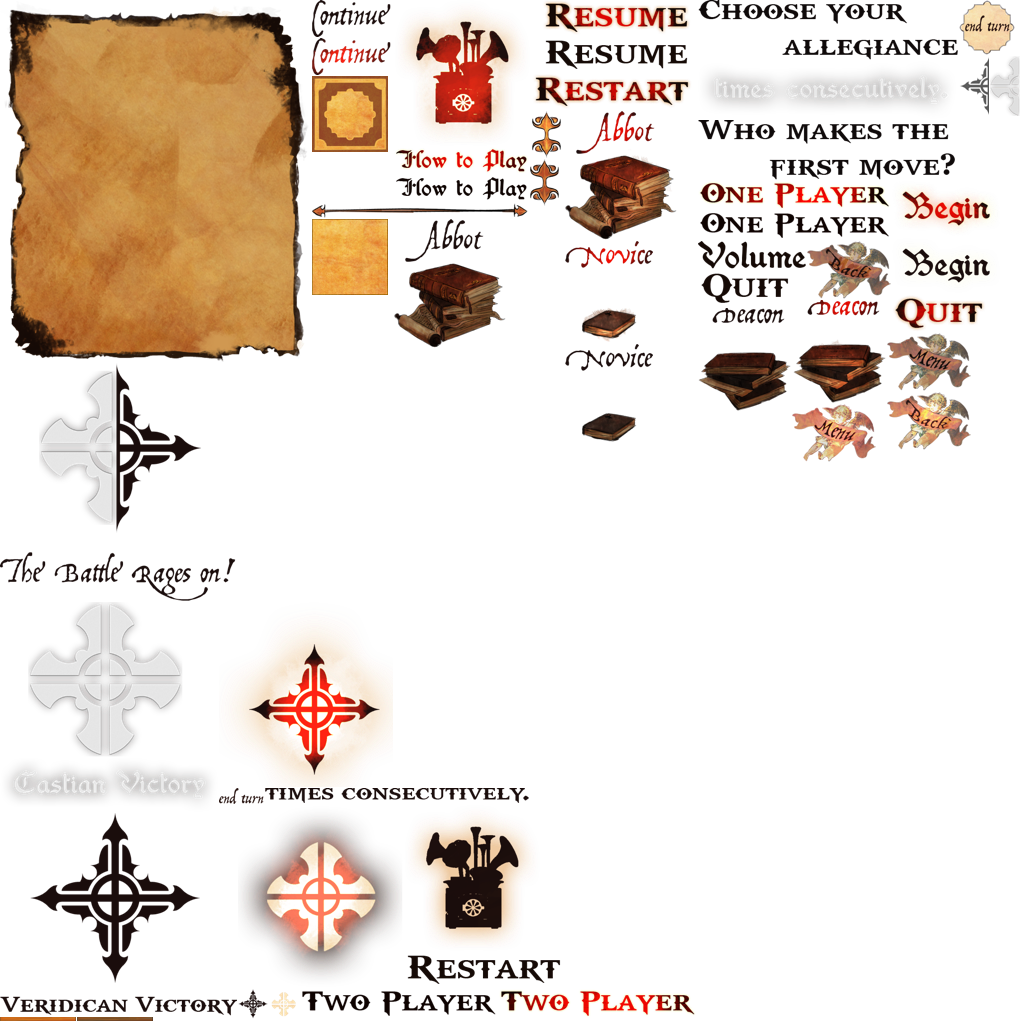 Continue
Continue
How to Play
How to Play
Abbot
RESUME
RESUME
RESTART
Abbot
Novice
Novice
CHOOSE YOUR
ALLEGIANCE
end turn
times consecutively.
WHO MAKES THE
FIRST MOVE?
ONE PLAYER
ONE PLAYER
Begin
Volume
Back
Begin
QUIT
Deacon
Deacon
QUIT
Menu
Menu
Back
The Battle Rages on!
Castian Victory
end turn
TIMES CONSECUTIVELY.
RESTART
VERIDICAN VICTORY
TWO PLAYER
TWO PLAYER